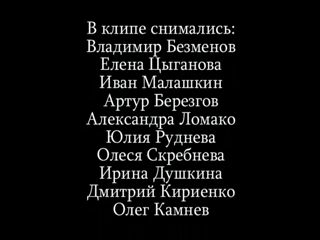 В клипе снимались:
Владимир Безменов
Елена Цыганова
Иван Малашкин
Артур Березгов
Александра Ломако
Юлия Руднева
Олеся Скребнева
Ирина Душкина
Дмитрий Кириенко
Олег Камнев